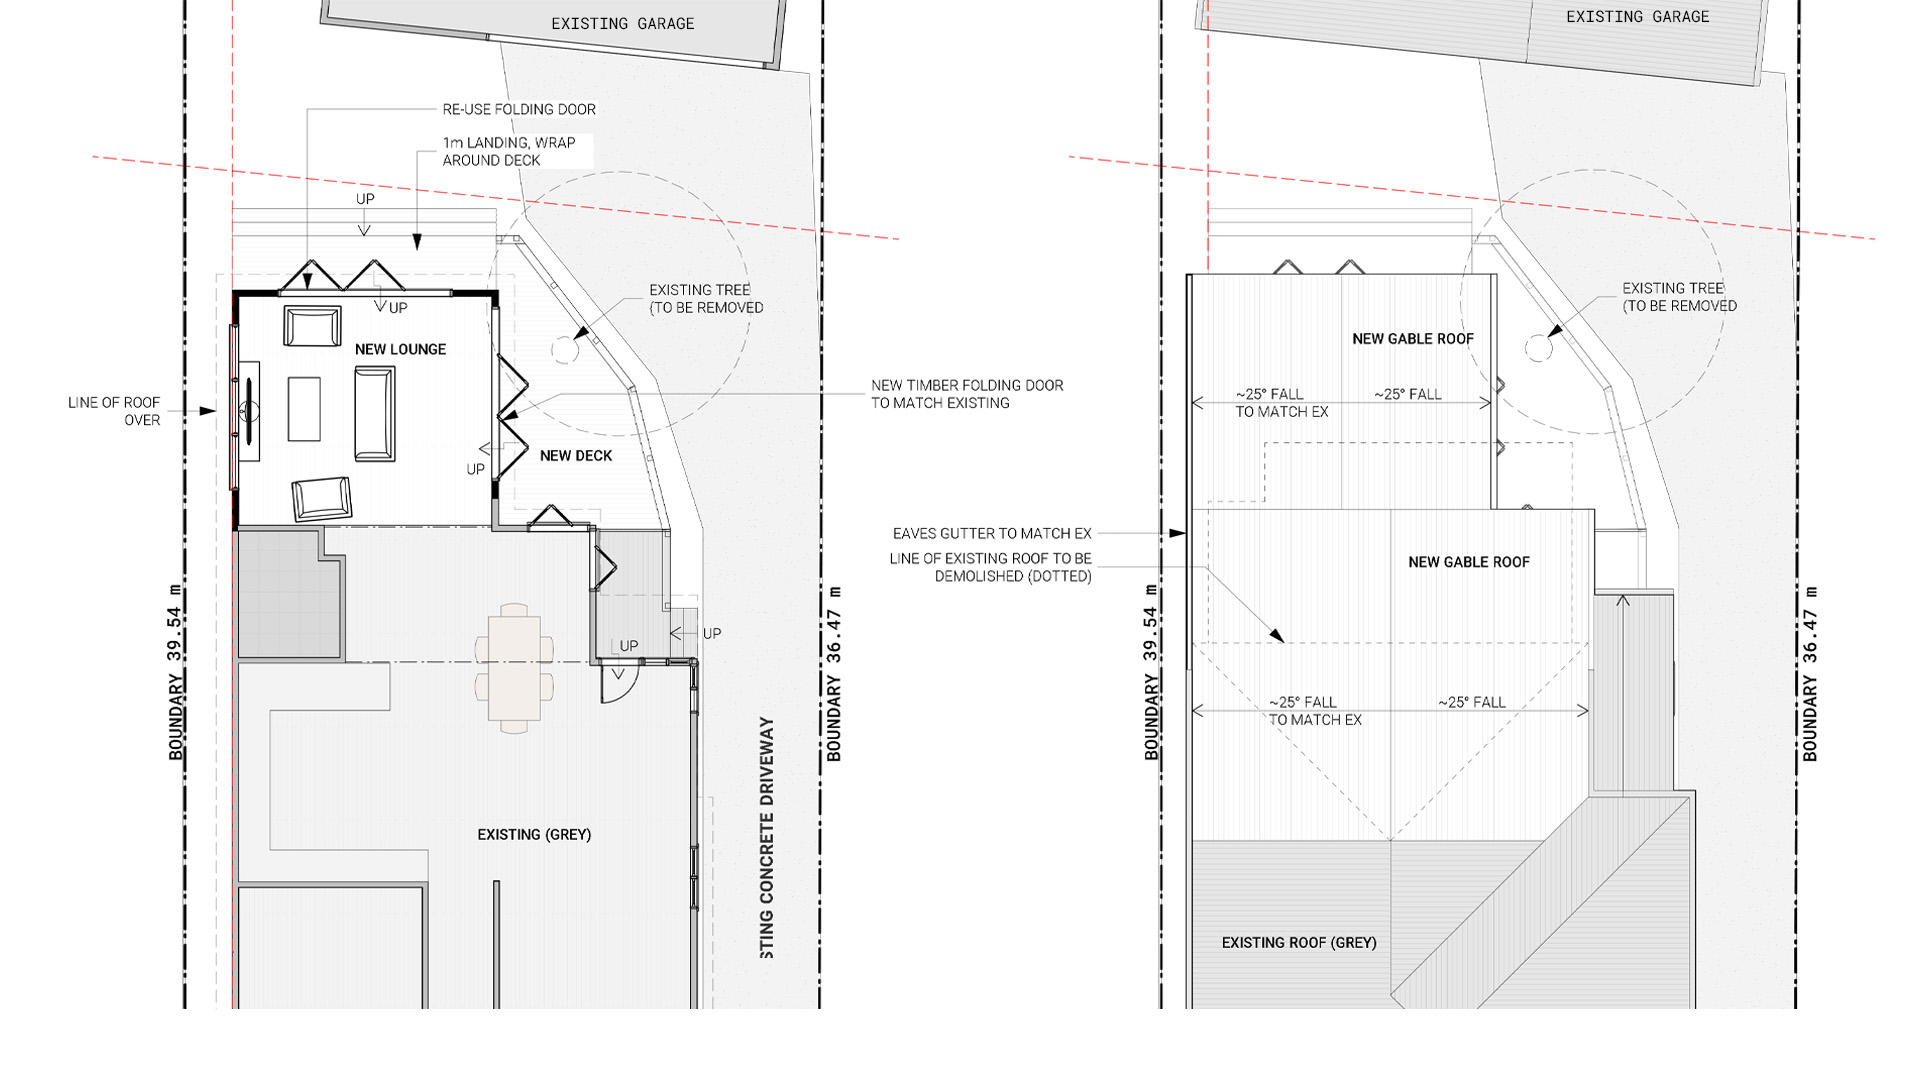 EXISTING GARAGE
RE-USE FOLDING DOOR
1m LANDING, WRAP
AROUND DECK
UP
EXISTING TREE
(TO BE REMOVED
UP
NEW LOUNGE
NEW TIMBER FOLDING DOOR
TO MATCH EXISTING
LINE OF ROOF
OVER
NEW DECK
UP
UP
UP
BOUNDARY 39.54 m
BOUNDARY 36.47 m
EXISTING (GREY)
STING CONCRETE DRIVEWAY
EXISTING GARAGE
EXISTING TREE
(TO BE REMOVED
NEW GABLE ROOF
~25° FALL
TO MATCH EX
~25° FALL
EAVES GUTTER TO MATCH EX
LINE OF EXISTING ROOF TO BE
DEMOLISHED (DOTTED)
NEW GABLE ROOF
BOUNDARY 39.54 m
BOUNDARY 36.47 m
~25° FALL
TO MATCH EX
~25° FALL
EXISTING ROOF (GREY)